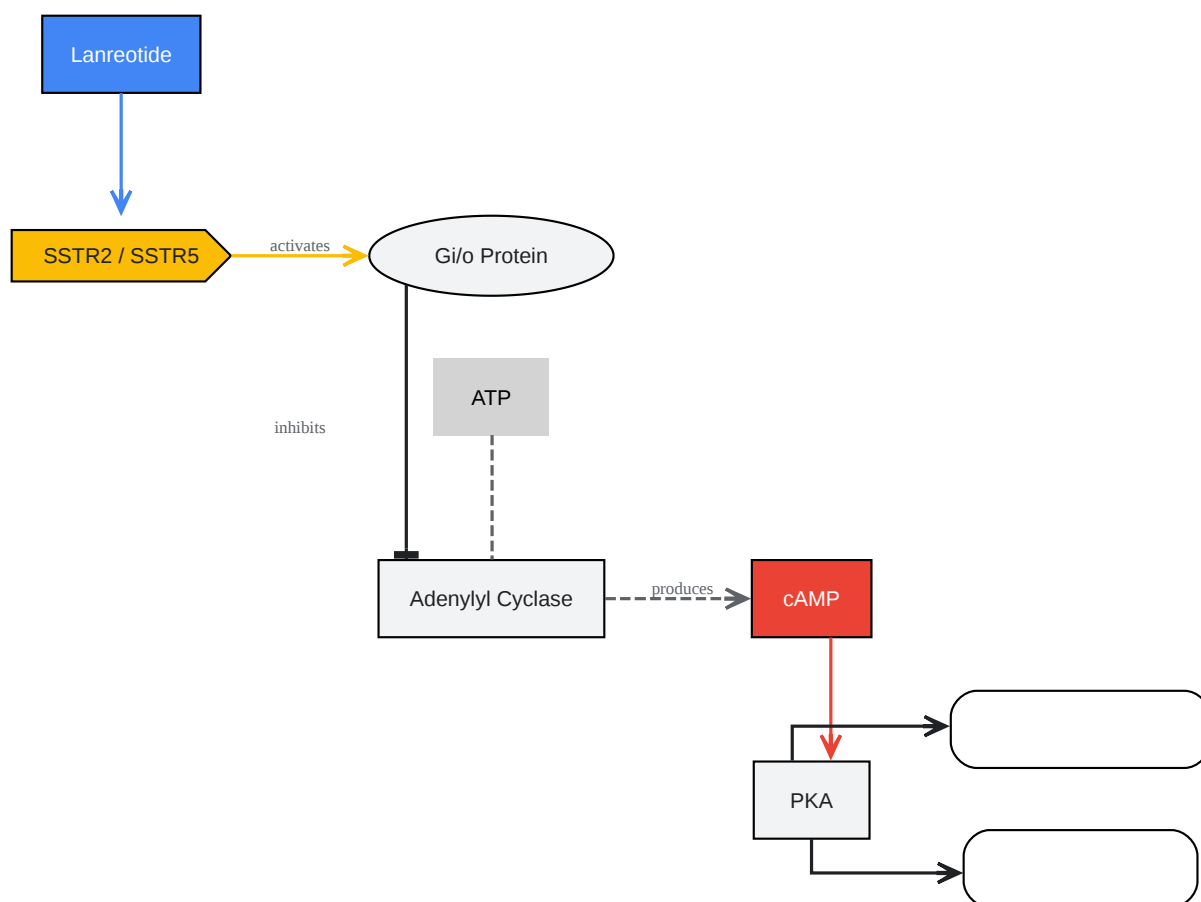 Lanreotide
SSTR2 / SSTR5
activates
Gi/o Protein
ATP
inhibits
Adenylyl Cyclase
produces
cAMP
PKA